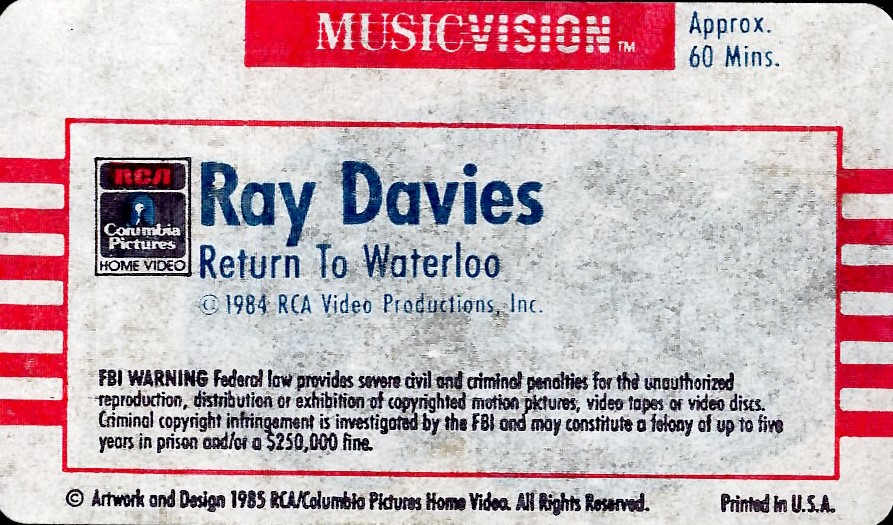 MUSICVISION™
Approx.
60 Mins.
RCA
Columbia
Pictures
HOME VIDEO
Ray Davies
Return To Waterloo
© 1984 RCA Video Productions, Inc.
FBI WARNING Federal law provides severe civil and criminal penalties for the unauthorized
reproduction, distribution or exhibition of copyrighted motion pictures, video tapes or video discs.
Criminal copyright infringement is investigated by the FBI and may constitute a felony of up to five
years in prison and/or a $250,000 fine.
© Artwork and Design 1985 RCA/Columbia Pictures Home Video. All Rights Reserved.
Printed in U.S.A.